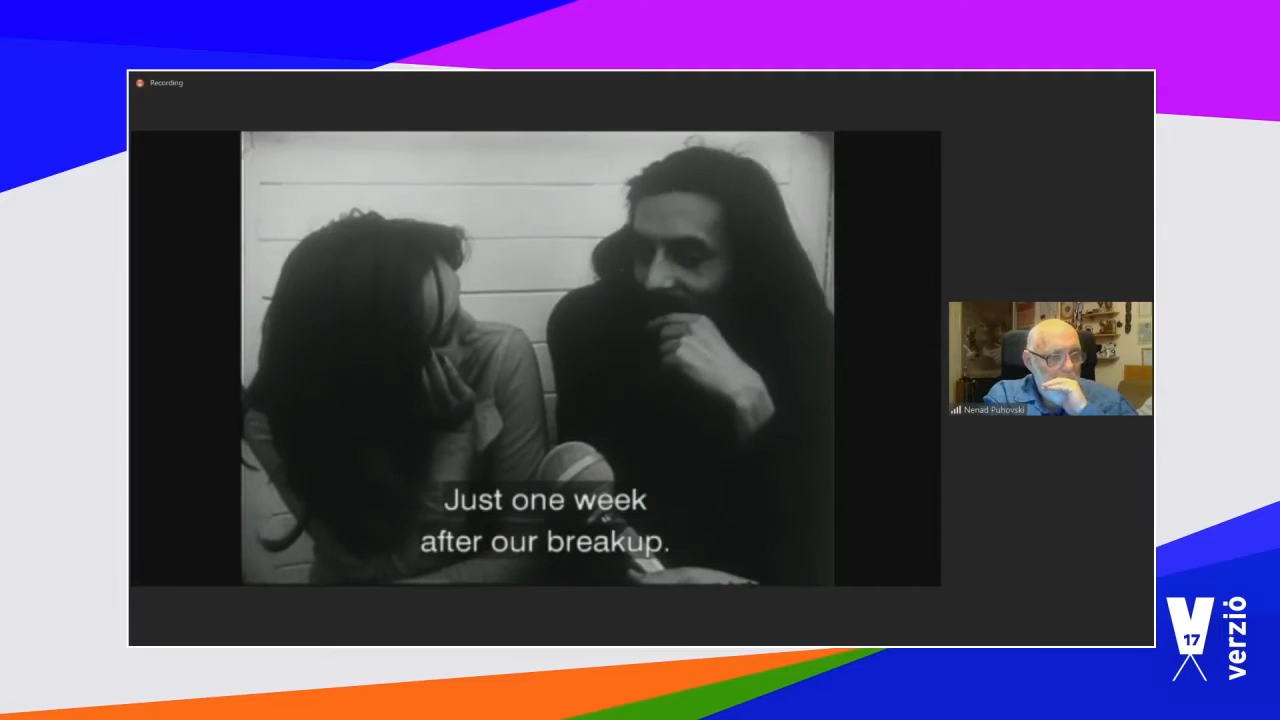 Recording
Just one week
after our breakup.
Nenad Puhovski
17
verzió